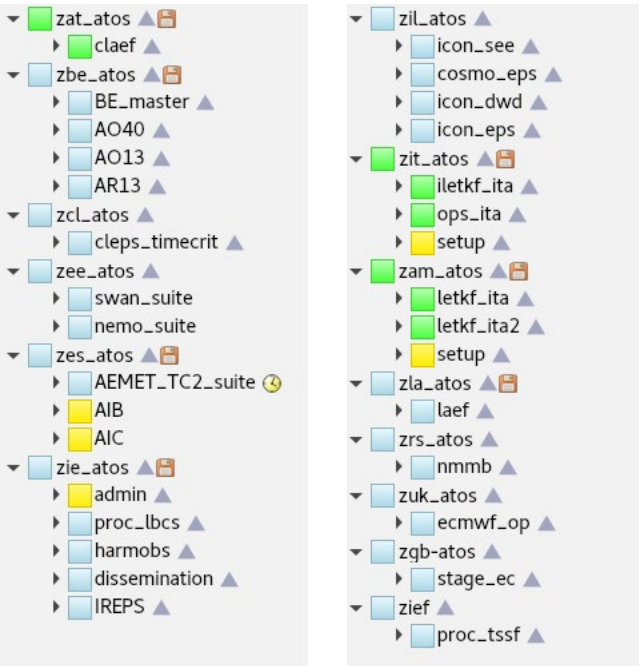 zat_atos
claef
zbe_atos
BE_master
AO40
AO13
AR13
zcl_atos
cleps_timecrit
zee_atos
swan_suite
nemo_suite
zes_atos
AEMET_TC2_suite
AIB
AIC
zie_atos
admin
proc_lbcs
harmobs
dissemination
IREPS
zil_atos
icon_see
cosmo_eps
icon_dwd
icon_eps
zit_atos
iletkf_ita
ops_ita
setup
zam_atos
letkf_ita
letkf_ita2
setup
zla_atos
laef
zrs_atos
nmmb
zuk_atos
ecmwf_op
zgb-atos
stage_ec
zief
proc_tssf